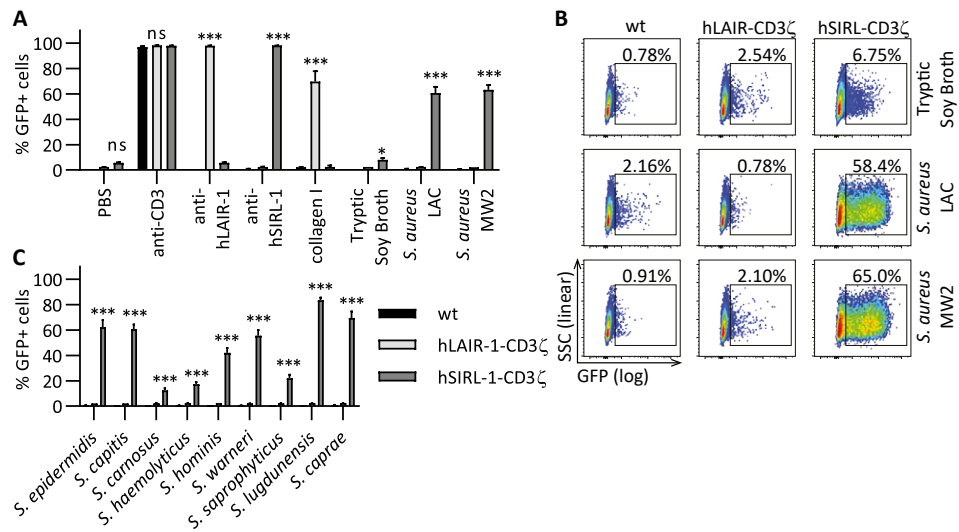 A
% GFP+ cells
100
80
60
40
20
0
ns
ns
***
***
***
*
***
***
PBS
anti-CD3
anti-
hLAIR-1
anti-
hSIRL-1
collagen I
Tryptic
Soy Broth
S. aureus
LAC
S. aureus
MW2
B
wt
hLAIR-CD3ζ
hSIRL-CD3ζ
0.78%
2.54%
6.75%
Tryptic
Soy Broth
2.16%
0.78%
58.4%
S. aureus
LAC
0.91%
2.10%
65.0%
S. aureus
MW2
SSC (linear)
GFP (log)
C
% GFP+ cells
100
80
60
40
20
0
***
***
***
***
***
***
***
***
***
S. epidermidis
S. capitis
S. carnosus
S. haemolyticus
S. hominis
S. warneri
S. saprophyticus
S. lugdunensis
S. caprae
wt
hLAIR-1-CD3ζ
hSIRL-1-CD3ζ